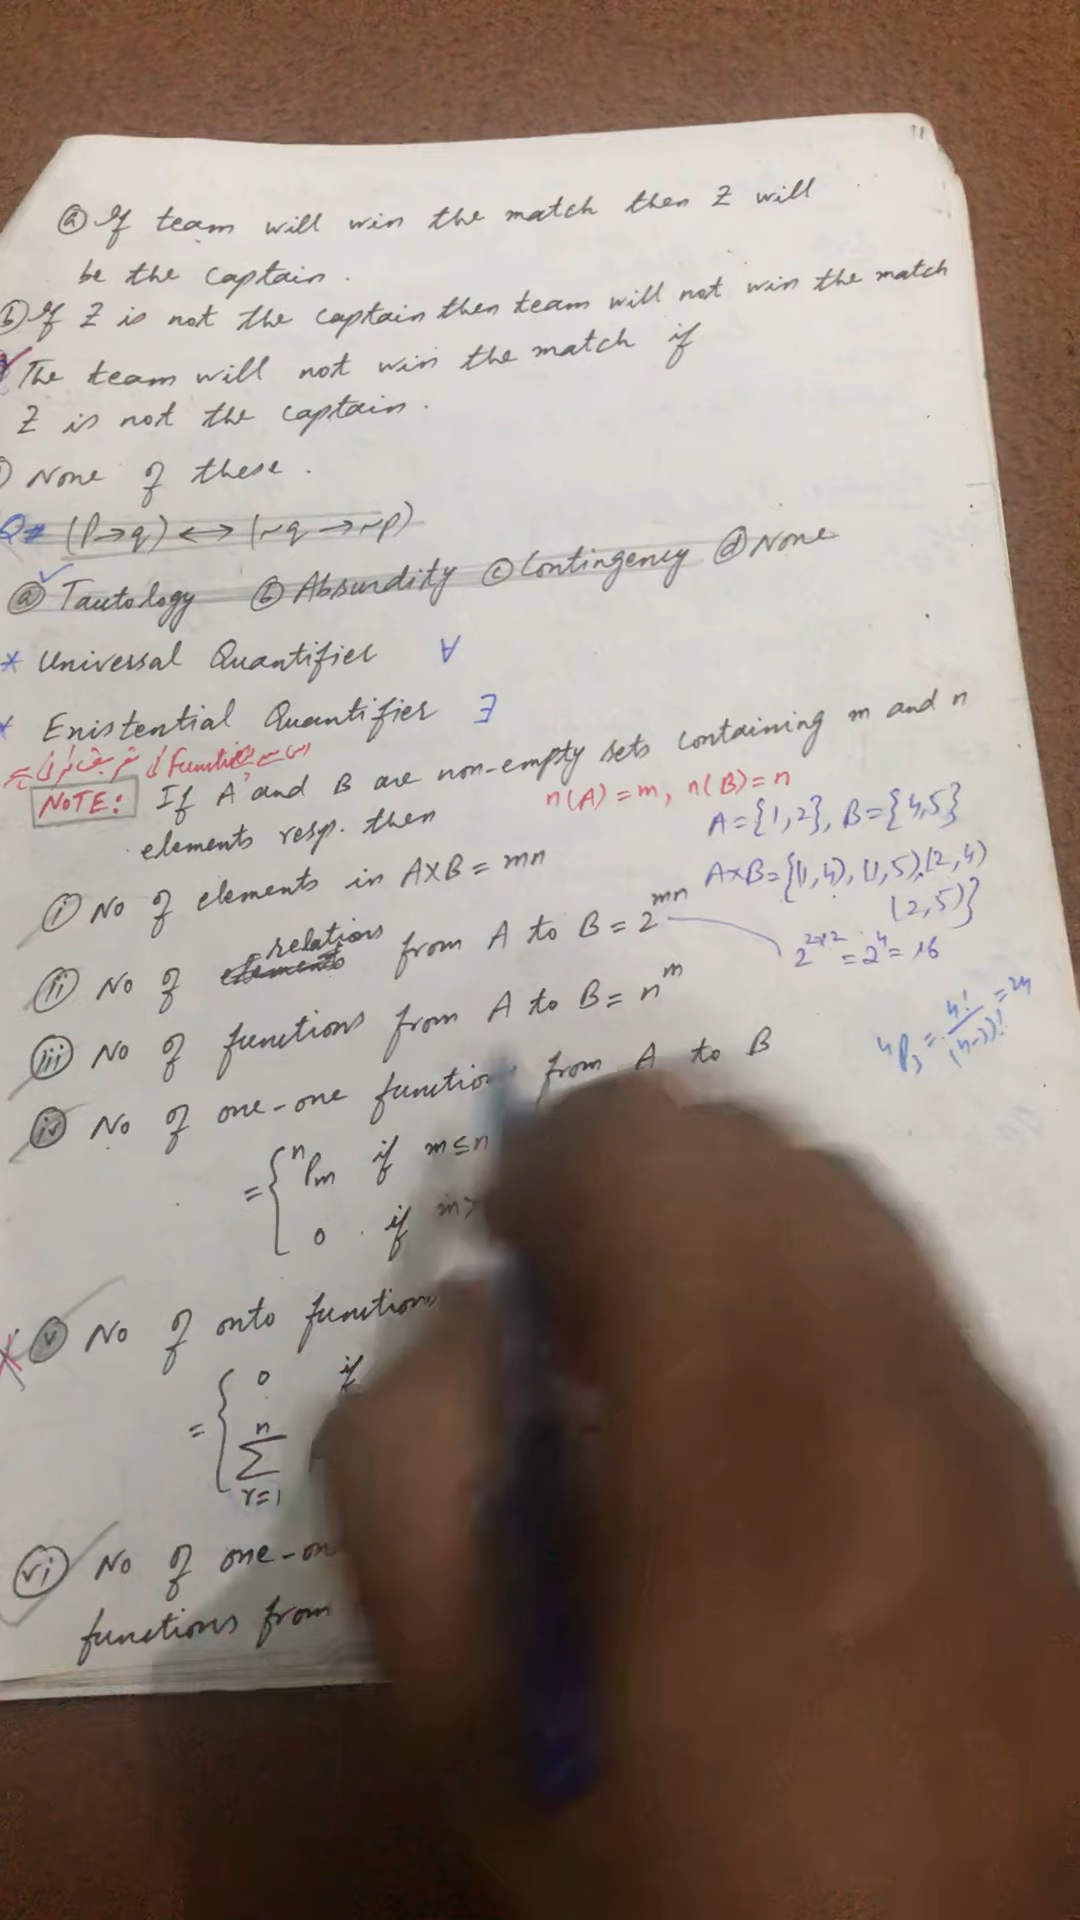 11
ⓐ If team will win the match then Z will
be the captain.
ⓑ If Z is not the captain then team will not win the match
The team will not win the match if
Z is not the captain.
None of these.
Q (P→q) ↔ (~q →~p)
ⓐ Tautology ⓑ Absurdity ⓒ Contingency ⓓ None
* Universal Quantifier ∀
* Existential Quantifier ∃
Function
NOTE: If A and B are non-empty sets containing m and n
elements resp. then n(A)=m, n(B)=n
A={1,2}, B={4,5}
(i) No of elements in A×B = mn
A×B={(1,4),(1,5),(2,4)
(2,5)}
(ii) No of relations from A to B = 2^mn
2^2×2 = 2^4 = 16
(iii) No of functions from A to B = n^m
⁴P₃ = 4!/(4-3)! = 24
(iv) No of one-one function from A to B
= { ⁿPm if m≤n
0 if m>
(v) No of onto function
= { 0 if
n Σ r=1
(vi) No of one-on
functions from